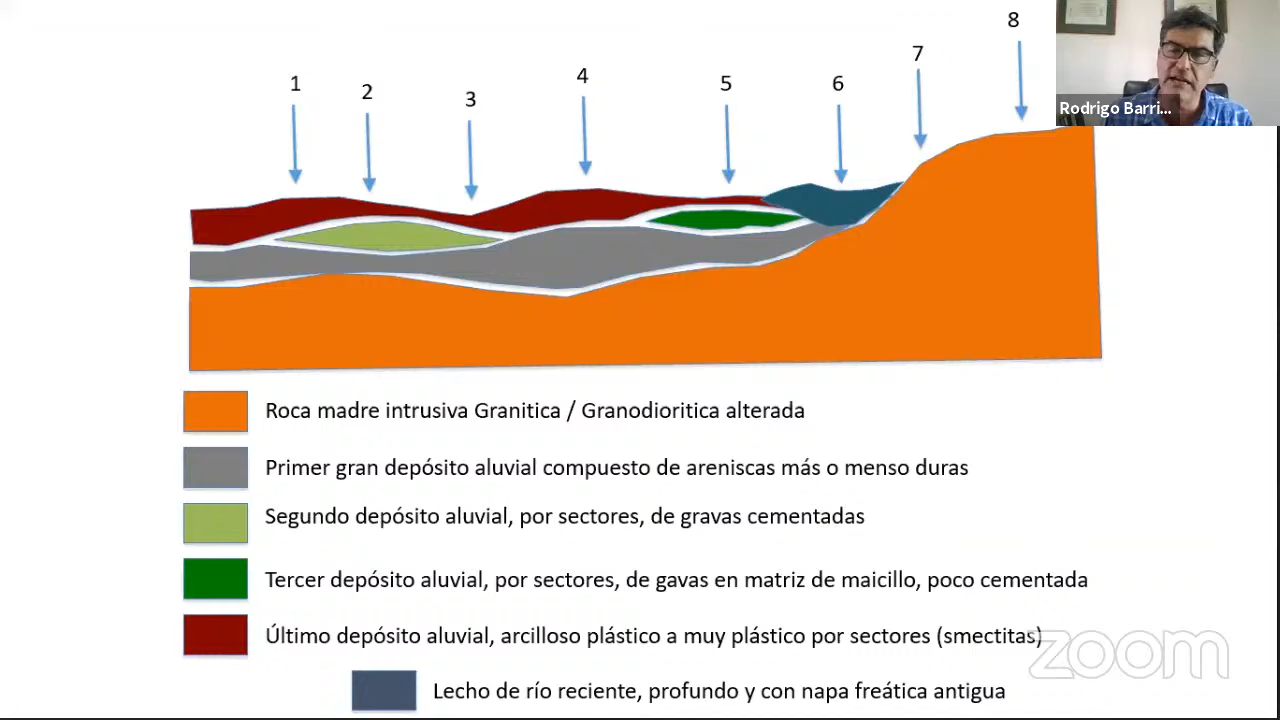 8
7
4
1
2
3
5
6
Rodrigo Barri...
Roca madre intrusiva Granitica / Granodioritica alterada
Primer gran depósito aluvial compuesto de areniscas más o menso duras
Segundo depósito aluvial, por sectores, de gravas cementadas
Tercer depósito aluvial, por sectores, de gavas en matriz de maicillo, poco cementada
Último depósito aluvial, arcilloso plástico a muy plástico por sectores (smectitas)
zoom
Lecho de río reciente, profundo y con napa freática antigua